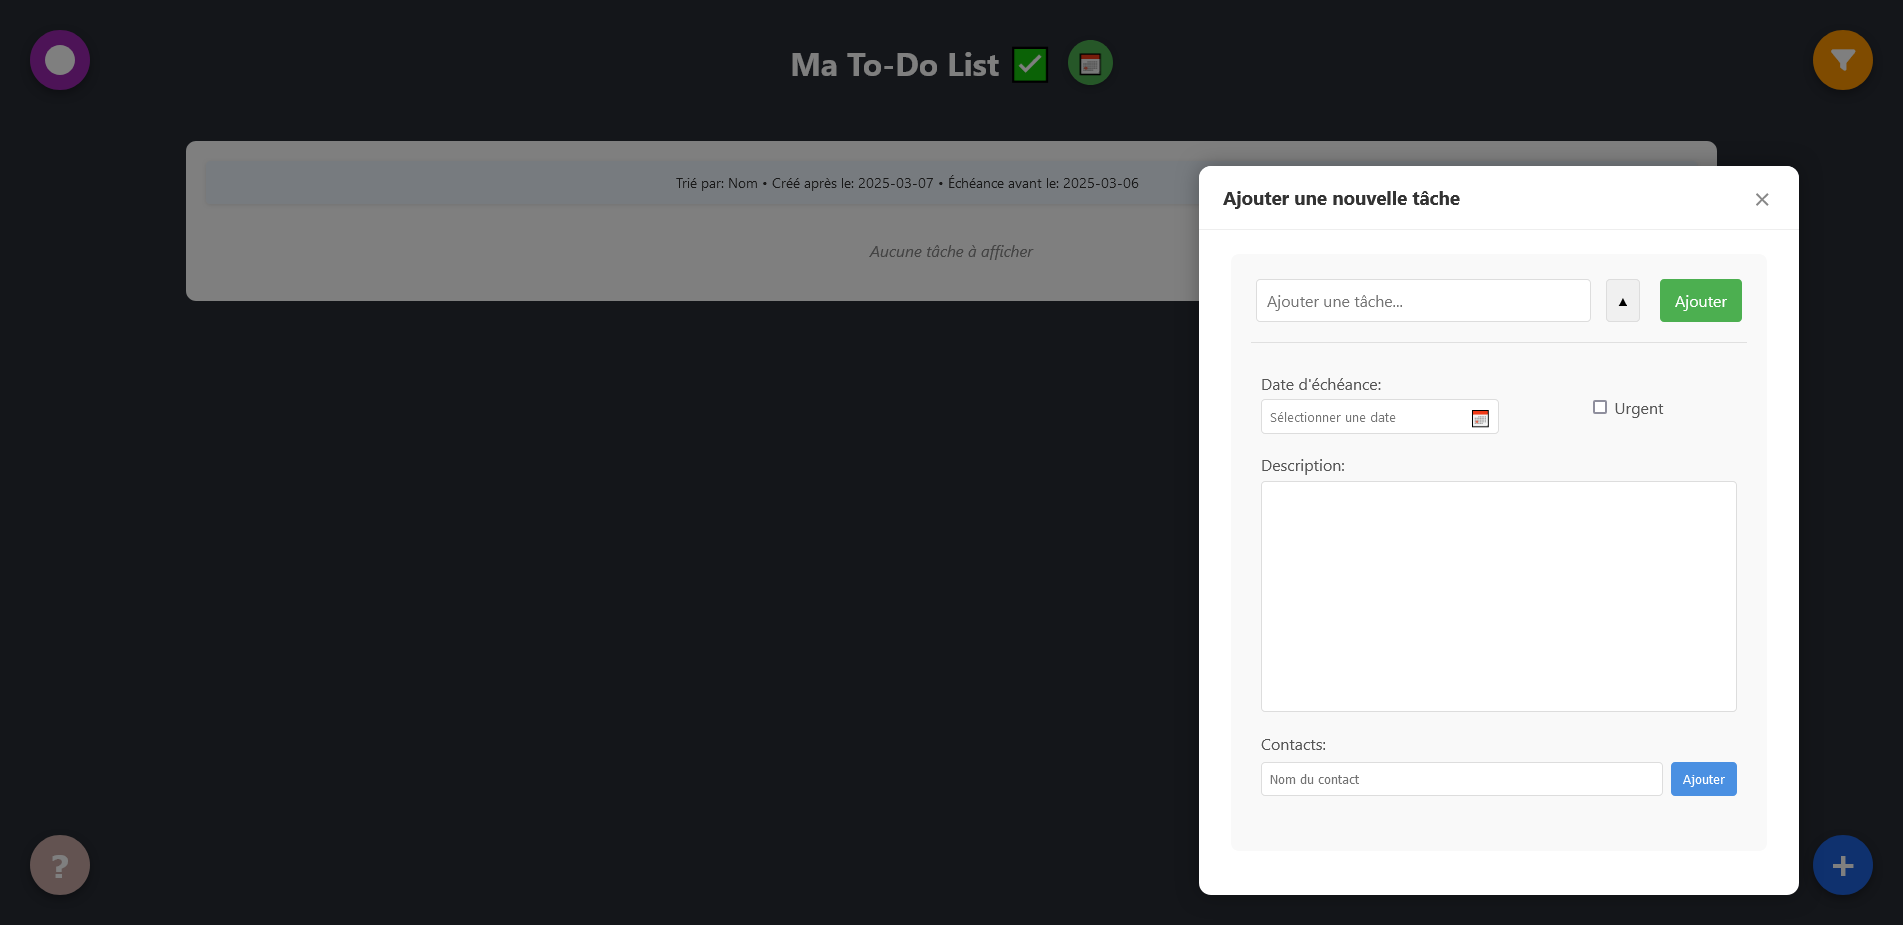 Ma To-Do List ✅
Trié par: Nom • Créé après le: 2025-03-07 • Échéance avant le: 2025-03-06
Aucune tâche à afficher
Ajouter une nouvelle tâche
Ajouter une tâche...
▲
Ajouter
Date d'échéance:
Sélectionner une date
Urgent
Description:
Contacts:
Nom du contact
Ajouter
?
+